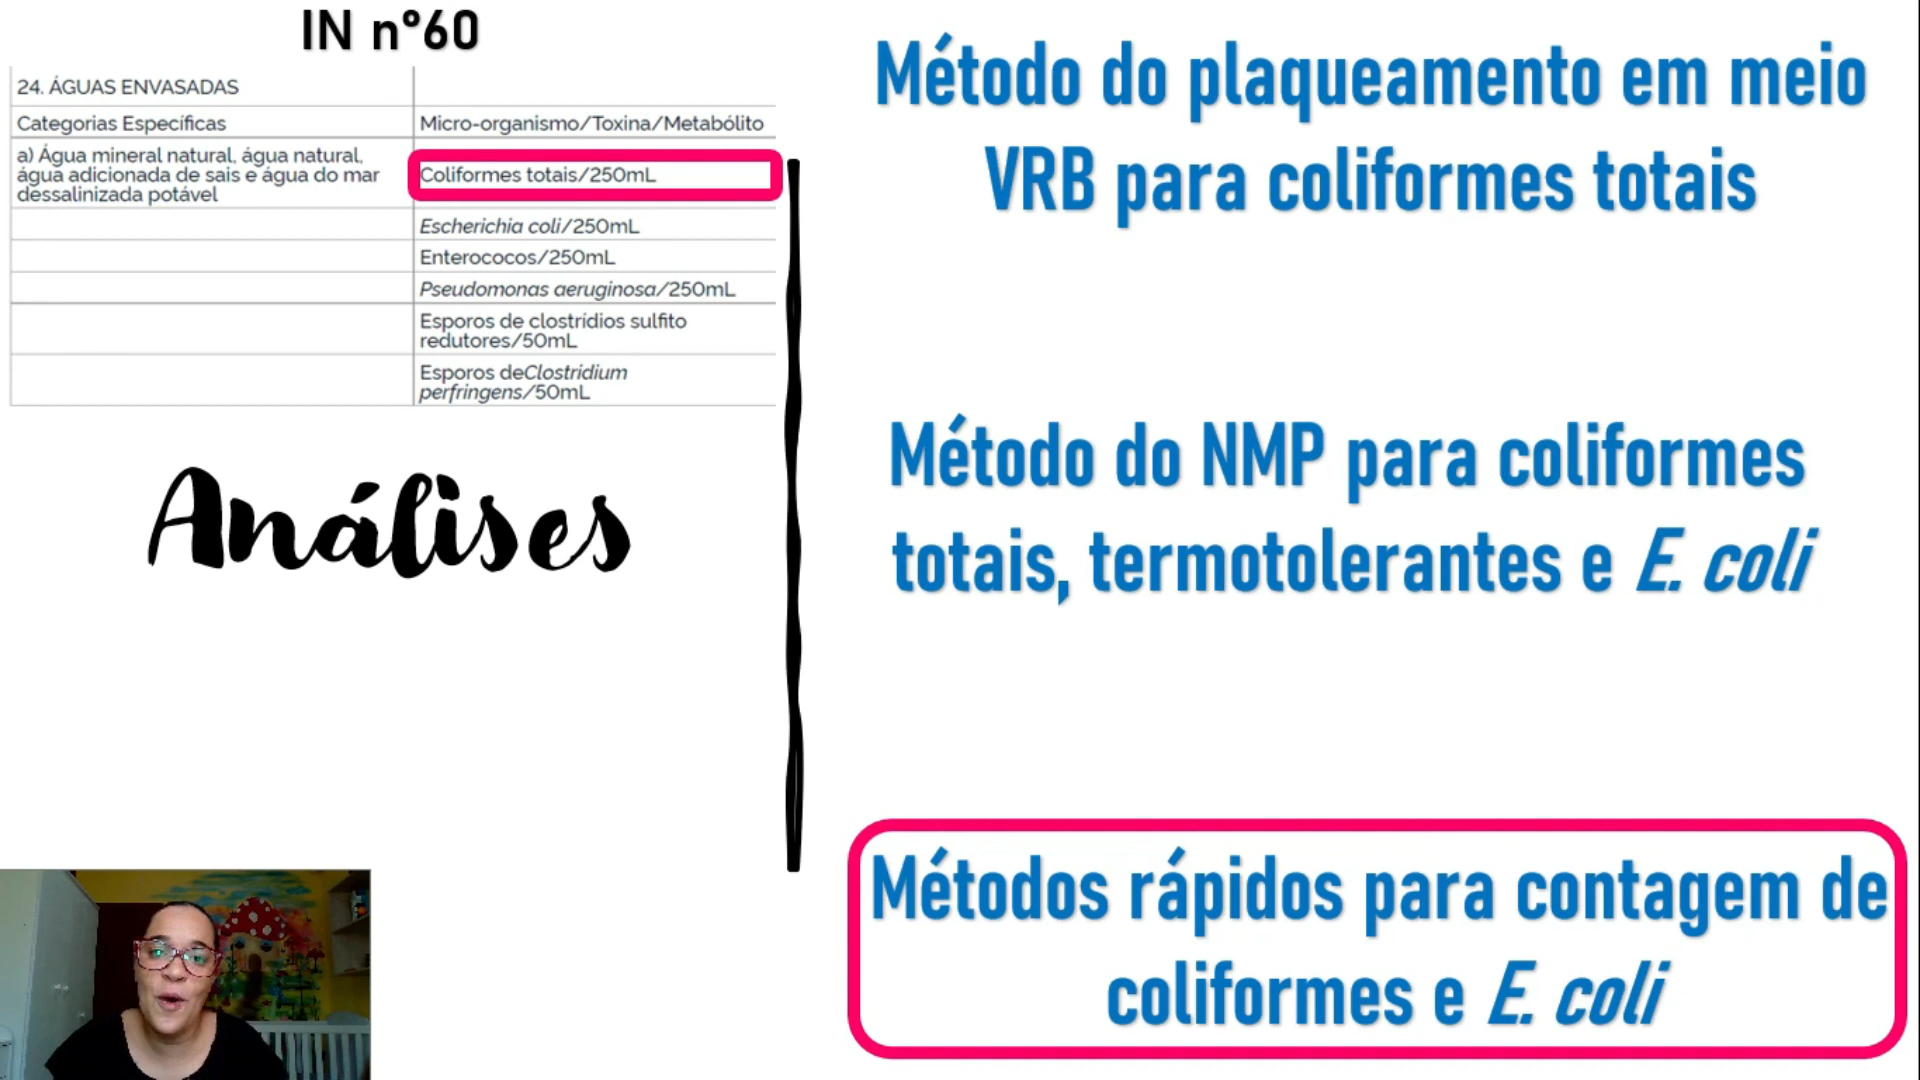 IN nº60
24. ÁGUAS ENVASADAS
Categorias Específicas
Micro-organismo/Toxina/Metabólito
a) Água mineral natural, água natural,
água adicionada de sais e água do mar
dessalinizada potável
Coliformes totais/250mL
Escherichia coli/250mL
Enterococos/250mL
Pseudomonas aeruginosa/250mL
Esporos de clostrídios sulfito
redutores/50mL
Esporos deClostridium
perfringens/50mL
Análises
Método do plaqueamento em meio
VRB para coliformes totais
Método do NMP para coliformes
totais, termotolerantes e E. coli
Métodos rápidos para contagem de
coliformes e E. coli